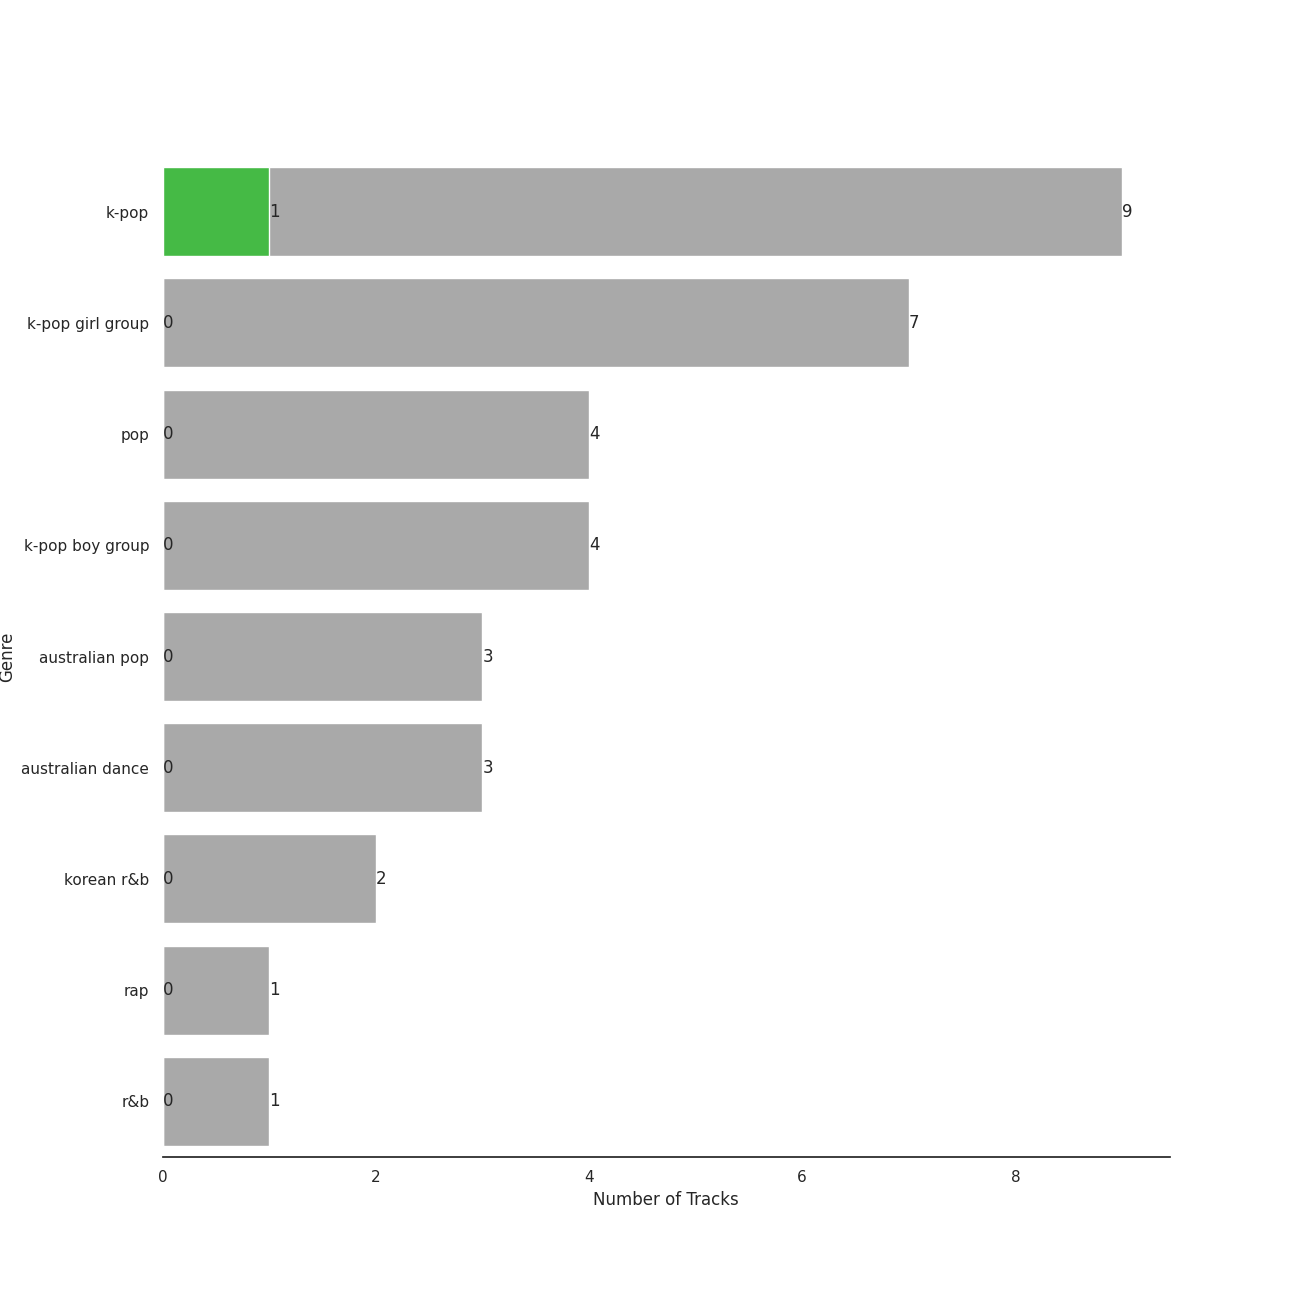 k-pop 1 9
k-pop girl group 0 7
pop 0 4
k-pop boy group 0 4
australian pop 0 3
australian dance 0 3
korean r&b 0 2
rap 0 1
r&b 0 1
0 2 4 6 8
Number of Tracks
Genre